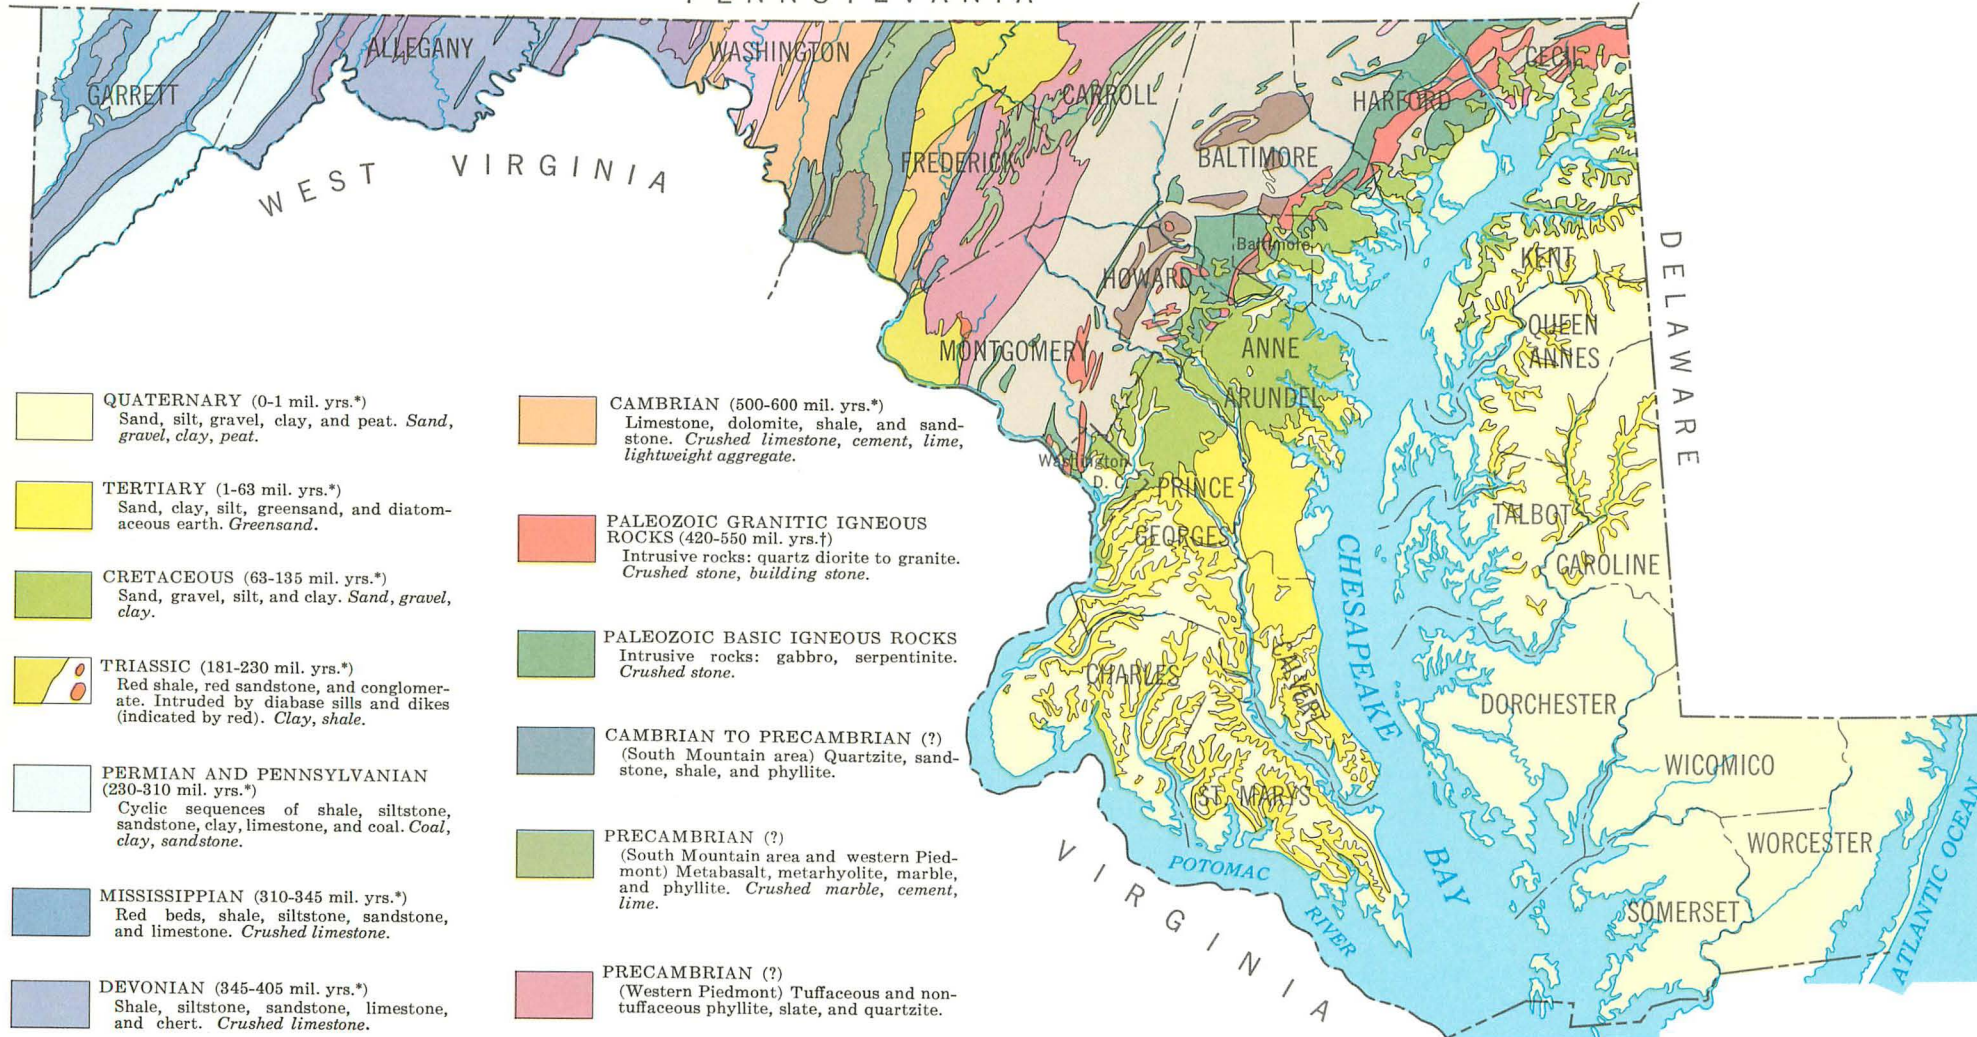 PENNSYLVANIA
ALLEGANY
WASHINGTON
GARRETT
CARROLL
CECIL
HARFORD
FREDERICK
BALTIMORE
WEST VIRGINIA
Baltimore
HOWARD
KENT
DELAWARE
MONTGOMERY
ANNE
ARUNDEL
QUEEN
ANNES
Washington
D. C.
PRINCE
GEORGES
TALBOT
CAROLINE
CHESAPEAKE
BAY
CHARLES
CALVERT
DORCHESTER
ST. MARYS
WICOMICO
WORCESTER
SOMERSET
POTOMAC
RIVER
VIRGINIA
ATLANTIC OCEAN
QUATERNARY (0-1 mil. yrs.*)
Sand, silt, gravel, clay, and peat. Sand,
gravel, clay, peat.
TERTIARY (1-63 mil. yrs.*)
Sand, clay, silt, greensand, and diatom-
aceous earth. Greensand.
CRETACEOUS (63-135 mil. yrs.*)
Sand, gravel, silt, and clay. Sand, gravel,
clay.
TRIASSIC (181-230 mil. yrs.*)
Red shale, red sandstone, and conglomer-
ate. Intruded by diabase sills and dikes
(indicated by red). Clay, shale.
PERMIAN AND PENNSYLVANIAN
(230-310 mil. yrs.*)
Cyclic sequences of shale, siltstone,
sandstone, clay, limestone, and coal. Coal,
clay, sandstone.
MISSISSIPPIAN (310-345 mil. yrs.*)
Red beds, shale, siltstone, sandstone,
and limestone. Crushed limestone.
DEVONIAN (345-405 mil. yrs.*)
Shale, siltstone, sandstone, limestone,
and chert. Crushed limestone.
CAMBRIAN (500-600 mil. yrs.*)
Limestone, dolomite, shale, and sand-
stone. Crushed limestone, cement, lime,
lightweight aggregate.
PALEOZOIC GRANITIC IGNEOUS
ROCKS (420-550 mil. yrs.†)
Intrusive rocks: quartz diorite to granite.
Crushed stone, building stone.
PALEOZOIC BASIC IGNEOUS ROCKS
Intrusive rocks: gabbro, serpentinite.
Crushed stone.
CAMBRIAN TO PRECAMBRIAN (?)
(South Mountain area) Quartzite, sand-
stone, shale, and phyllite.
PRECAMBRIAN (?)
(South Mountain area and western Pied-
mont) Metabasalt, metarhyolite, marble,
and phyllite. Crushed marble, cement,
lime.
PRECAMBRIAN (?)
(Western Piedmont) Tuffaceous and non-
tuffaceous phyllite, slate, and quartzite.